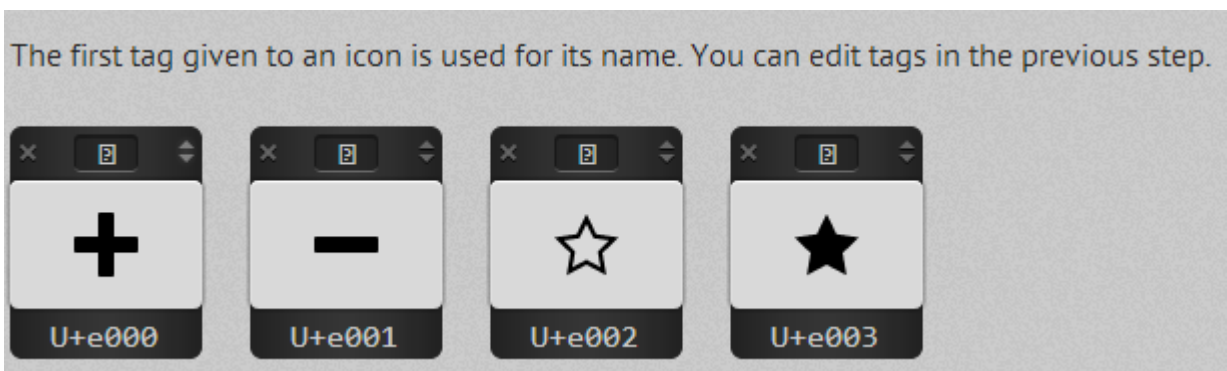 The first tag given to an icon is used for its name. You can edit tags in the previous step.
U+e000 U+e001 U+e002 U+e003